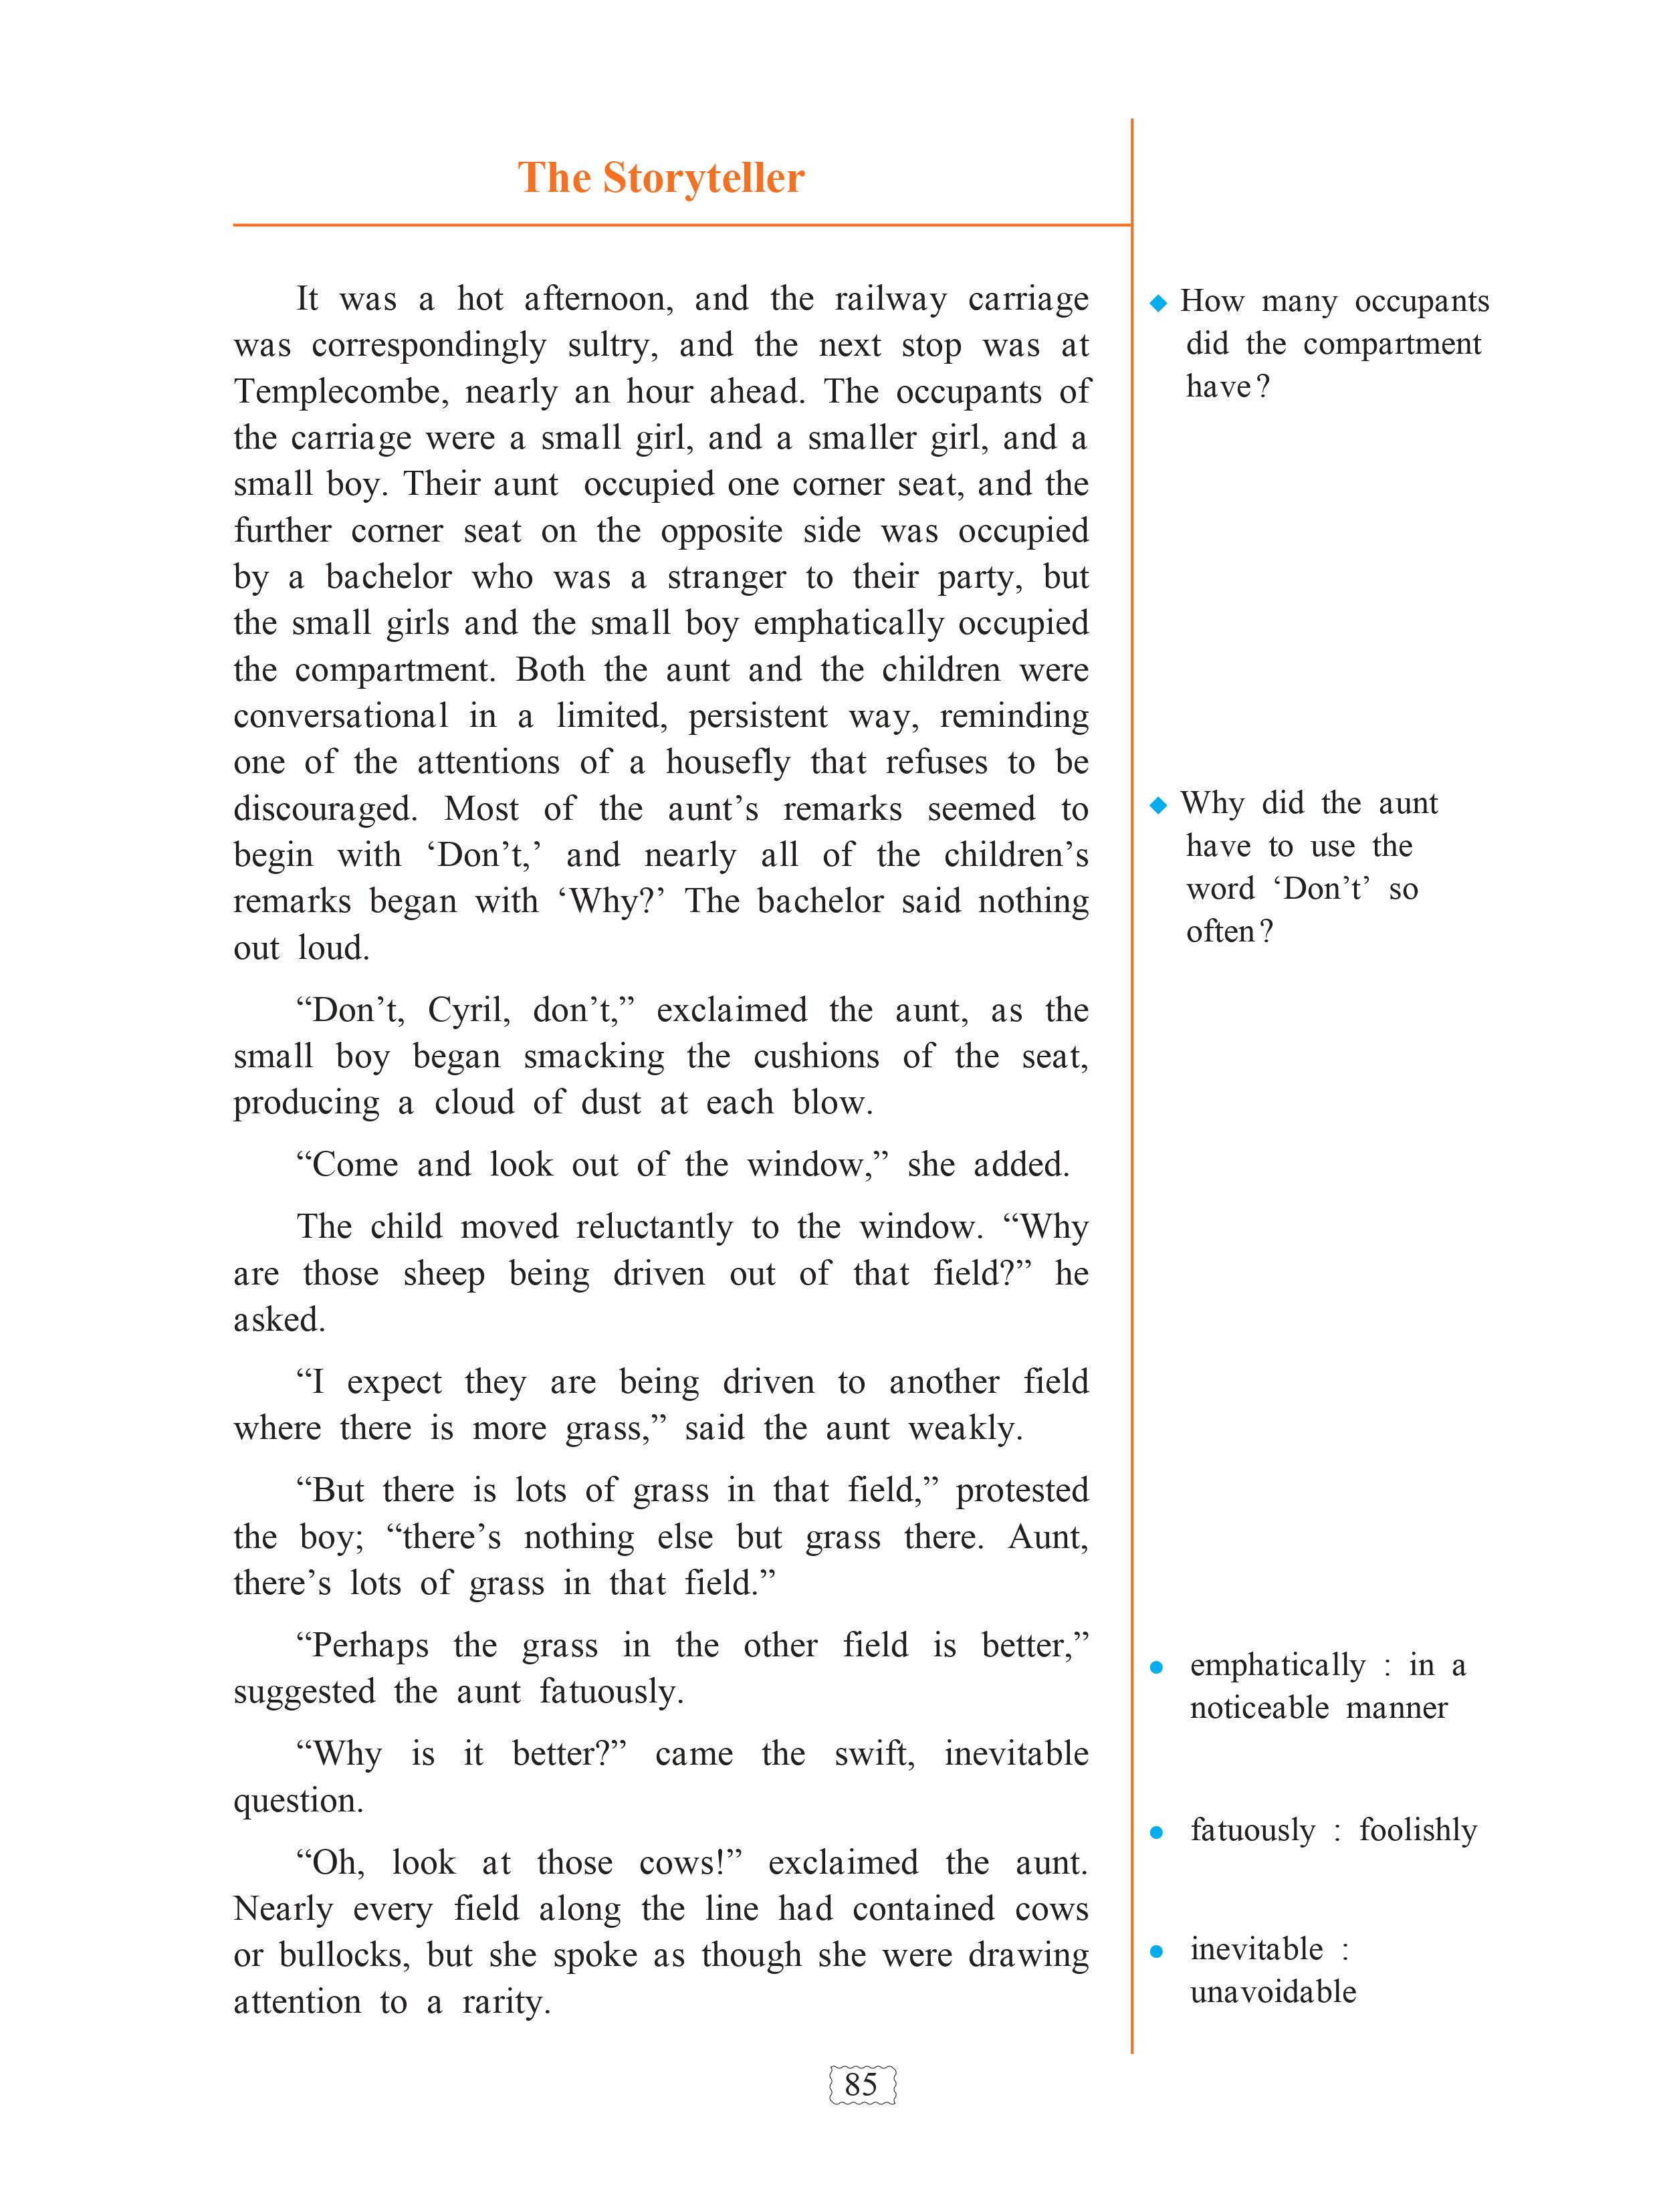 The Storyteller
It was a hot afternoon, and the railway carriage
was correspondingly sultry, and the next stop was at
Templecombe, nearly an hour ahead. The occupants of
the carriage were a small girl, and a smaller girl, and a
small boy. Their aunt occupied one corner seat, and the
further corner seat on the opposite side was occupied
by a bachelor who was a stranger to their party, but
the small girls and the small boy emphatically occupied
the compartment. Both the aunt and the children were
conversational in a limited, persistent way, reminding
one of the attentions of a housefly that refuses to be
discouraged. Most of the aunt’s remarks seemed to
begin with ‘Don’t,’ and nearly all of the children’s
remarks began with ‘Why?’ The bachelor said nothing
out loud.
“Don’t, Cyril, don’t,” exclaimed the aunt, as the
small boy began smacking the cushions of the seat,
producing a cloud of dust at each blow.
“Come and look out of the window,” she added.
The child moved reluctantly to the window. “Why
are those sheep being driven out of that field?” he
asked.
“I expect they are being driven to another field
where there is more grass,” said the aunt weakly.
“But there is lots of grass in that field,” protested
the boy; “there’s nothing else but grass there. Aunt,
there’s lots of grass in that field.”
“Perhaps the grass in the other field is better,”
suggested the aunt fatuously.
“Why is it better?” came the swift, inevitable
question.
“Oh, look at those cows!” exclaimed the aunt.
Nearly every field along the line had contained cows
or bullocks, but she spoke as though she were drawing
attention to a rarity.
◆ How many occupants
did the compartment
have?
◆ Why did the aunt
have to use the
word ‘Don’t’ so
often?
● emphatically : in a
noticeable manner
● fatuously : foolishly
● inevitable :
unavoidable
85